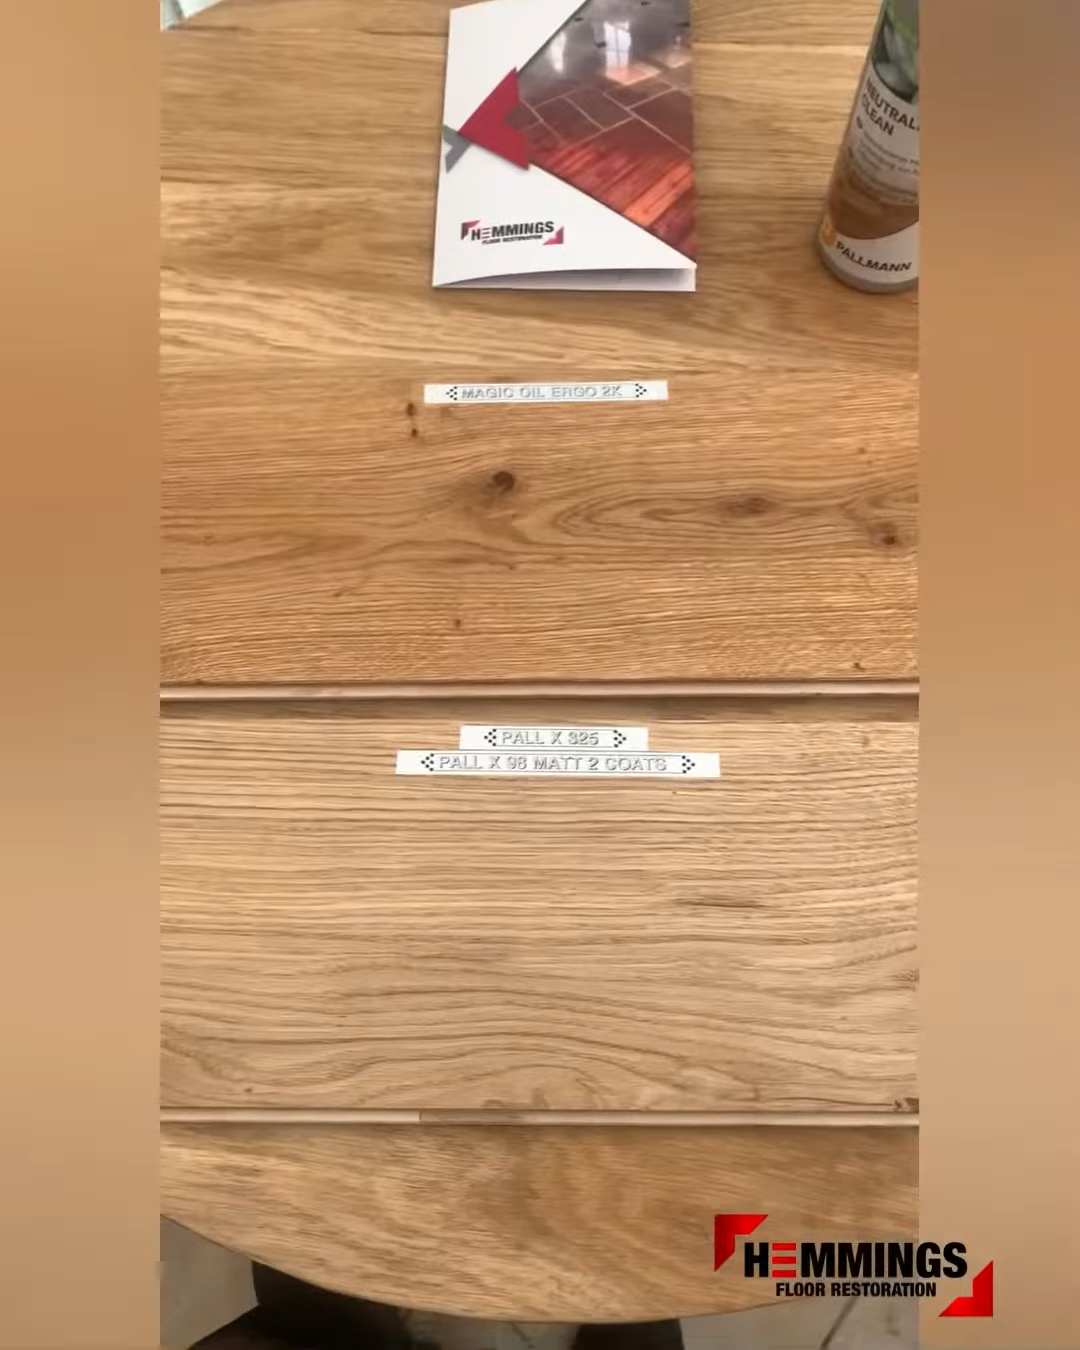 HEMMINGS
FLOOR RESTORATION
NEUTRAL
CLEAN
PALLMANN
MAGIC OIL ERGO 2K
PALL X 325
PALL X 98 MATT 2 COATS
HEMMINGS
FLOOR RESTORATION